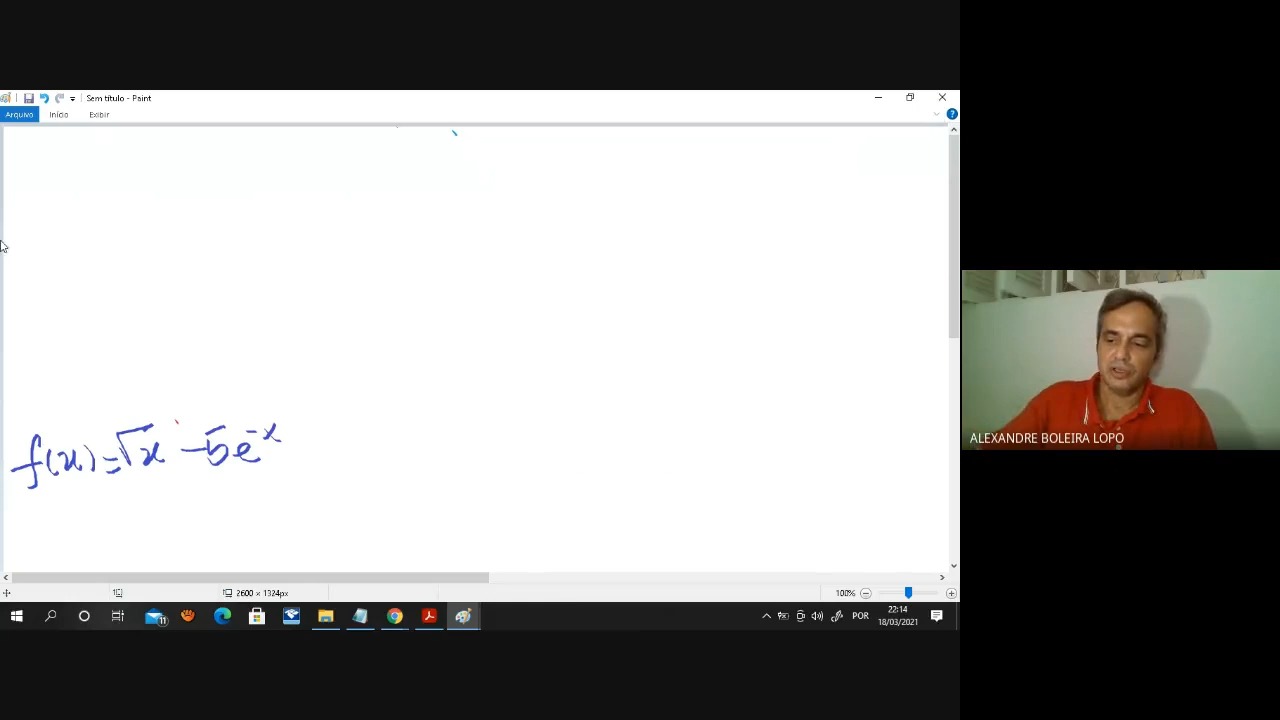 Sem título - Paint
Arquivo Início Exibir
f(x)=√x -5e^-x
ALEXANDRE BOLEIRA LOPO
2600 × 1324px
100%
11
POR
22:14
18/03/2021